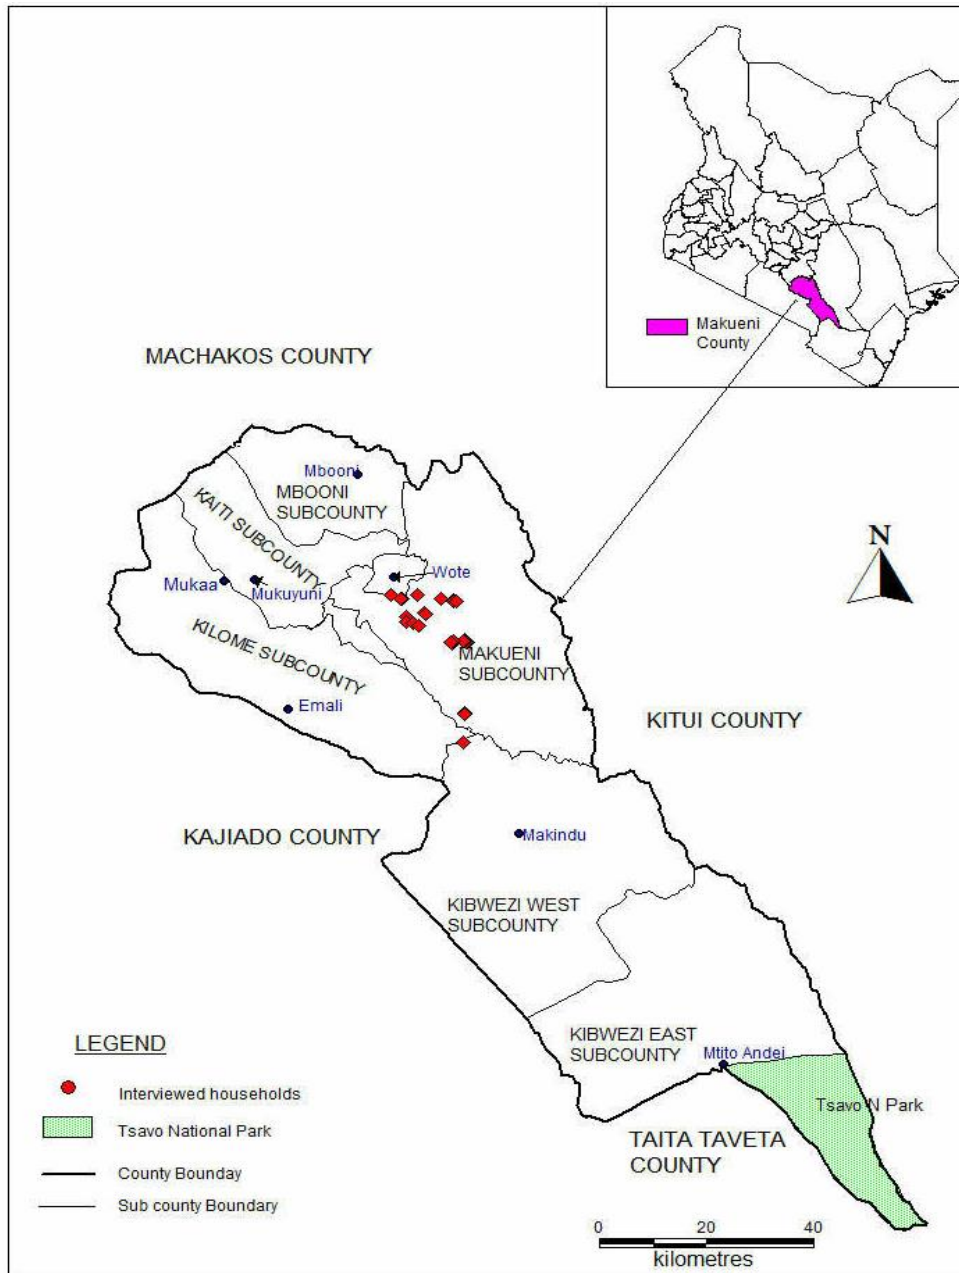 Makueni
County
MACHAKOS COUNTY
Mbooni
MBOONI
SUBCOUNTY
KAITI SUBCOUNTY
Wote
Mukaa
Mukuyuni
N
KILOME SUBCOUNTY
MAKUENI
SUBCOUNTY
Emali
KITUI COUNTY
KAJIADO COUNTY
Makindu
KIBWEZI WEST
SUBCOUNTY
KIBWEZI EAST
SUBCOUNTY
Mtito Andei
Tsavo N Park
TAITA TAVETA
COUNTY
LEGEND
Interviewed households
Tsavo National Park
County Bounday
Sub county Boundary
0 20 40
kilometres